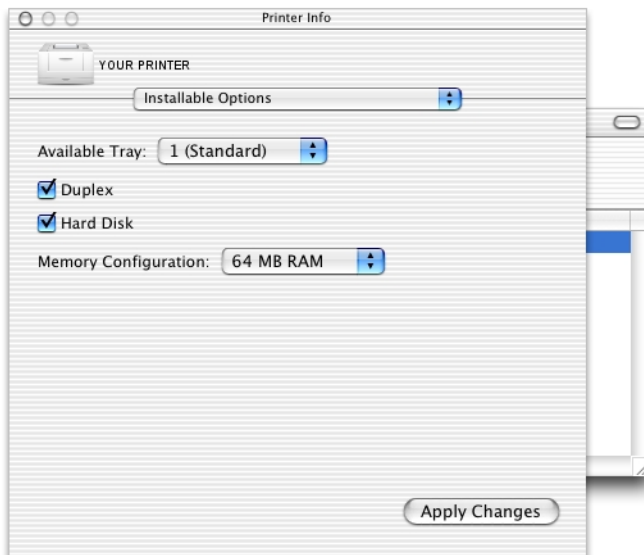 Printer Info
YOUR PRINTER
Installable Options
Available Tray: 1 (Standard)
Duplex
Hard Disk
Memory Configuration: 64 MB RAM
Apply Changes